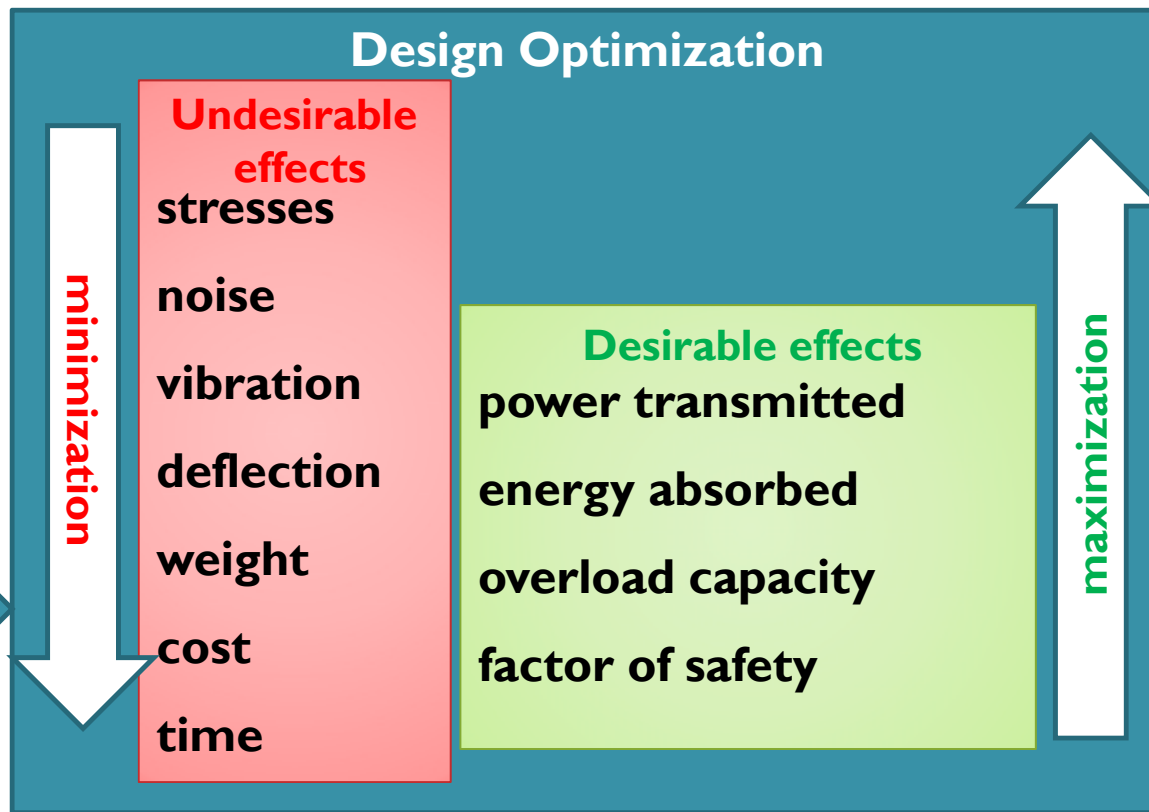 Design Optimization
Undesirable
effects
stresses
noise
vibration
deflection
weight
cost
time
minimization
Desirable effects
power transmitted
energy absorbed
overload capacity
factor of safety
maximization